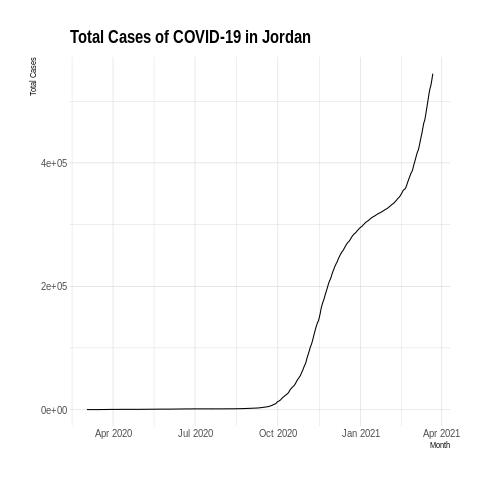 Total Cases of COVID-19 in Jordan
Total Cases
4e+05
2e+05
0e+00
Apr 2020 Jul 2020 Oct 2020 Jan 2021 Apr 2021
Month